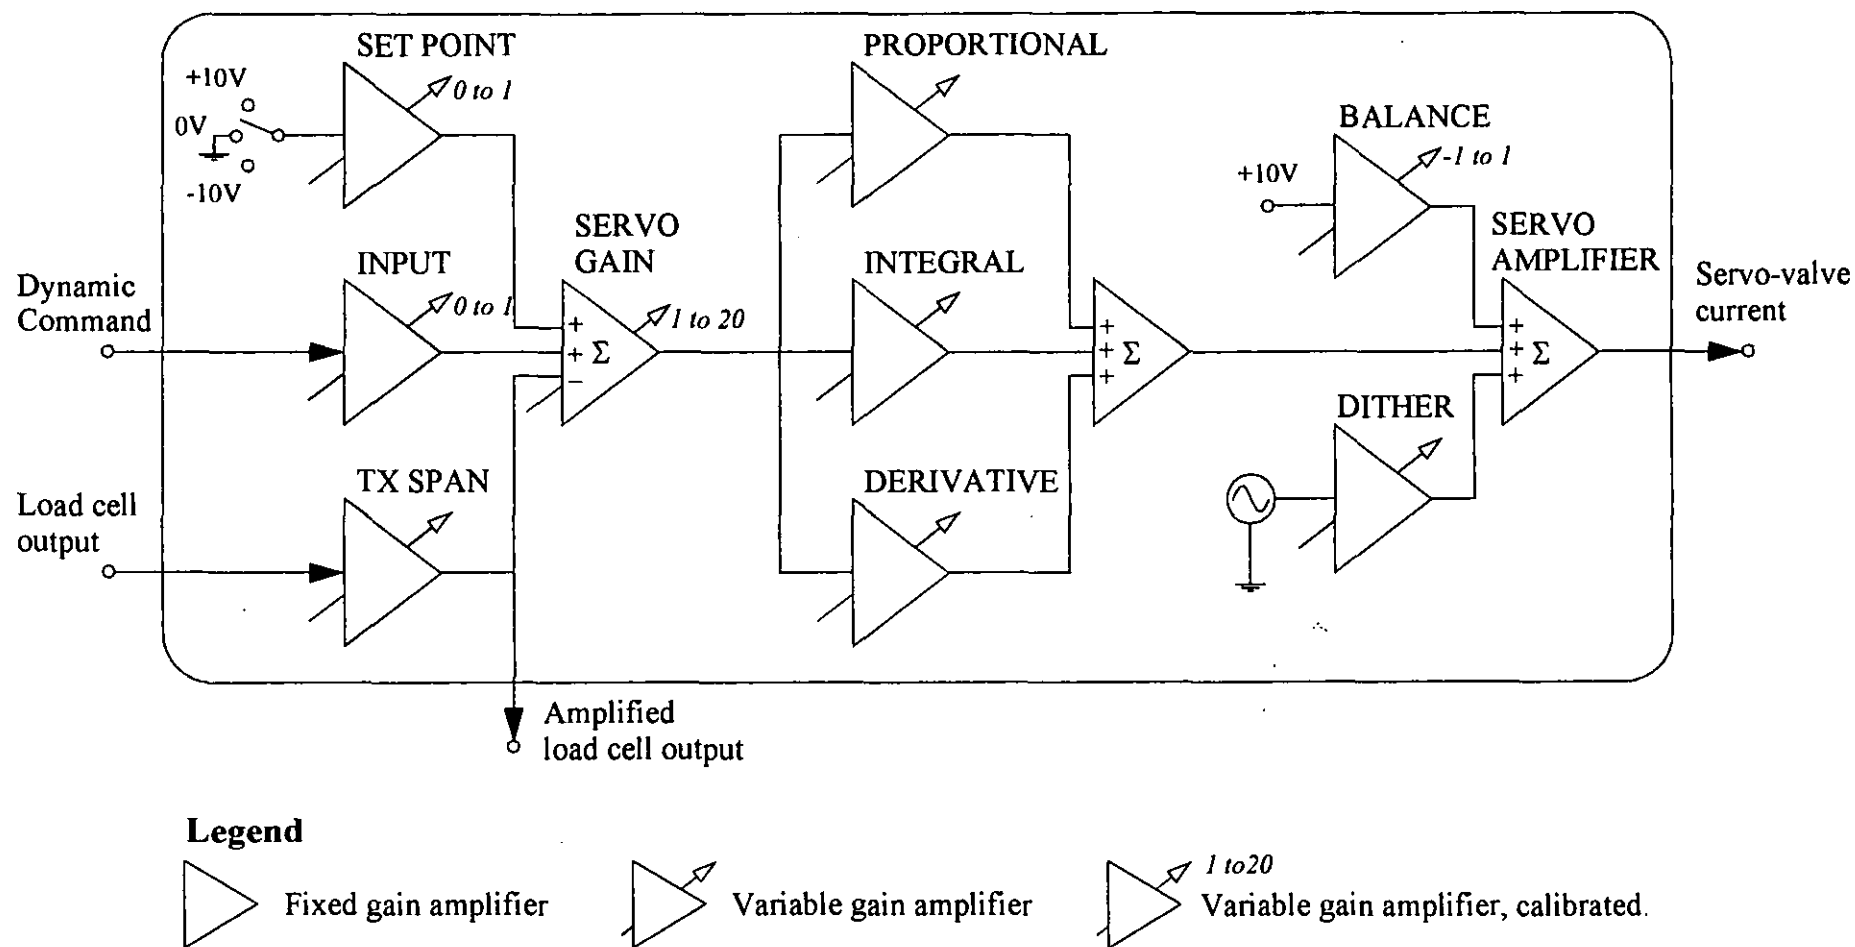 SET POINT
0 to 1
+10V
0V
-10V
PROPORTIONAL
BALANCE
-1 to 1
+10V
SERVO
GAIN
1 to 20
+
+
−
Σ
INPUT
0 to 1
INTEGRAL
+
+
+
Σ
SERVO
AMPLIFIER
+
+
+
Σ
Dynamic
Command
Servo-valve
current
TX SPAN
DERIVATIVE
DITHER
Load cell
output
Amplified
load cell output
Legend
Fixed gain amplifier
Variable gain amplifier
1 to20
Variable gain amplifier, calibrated.